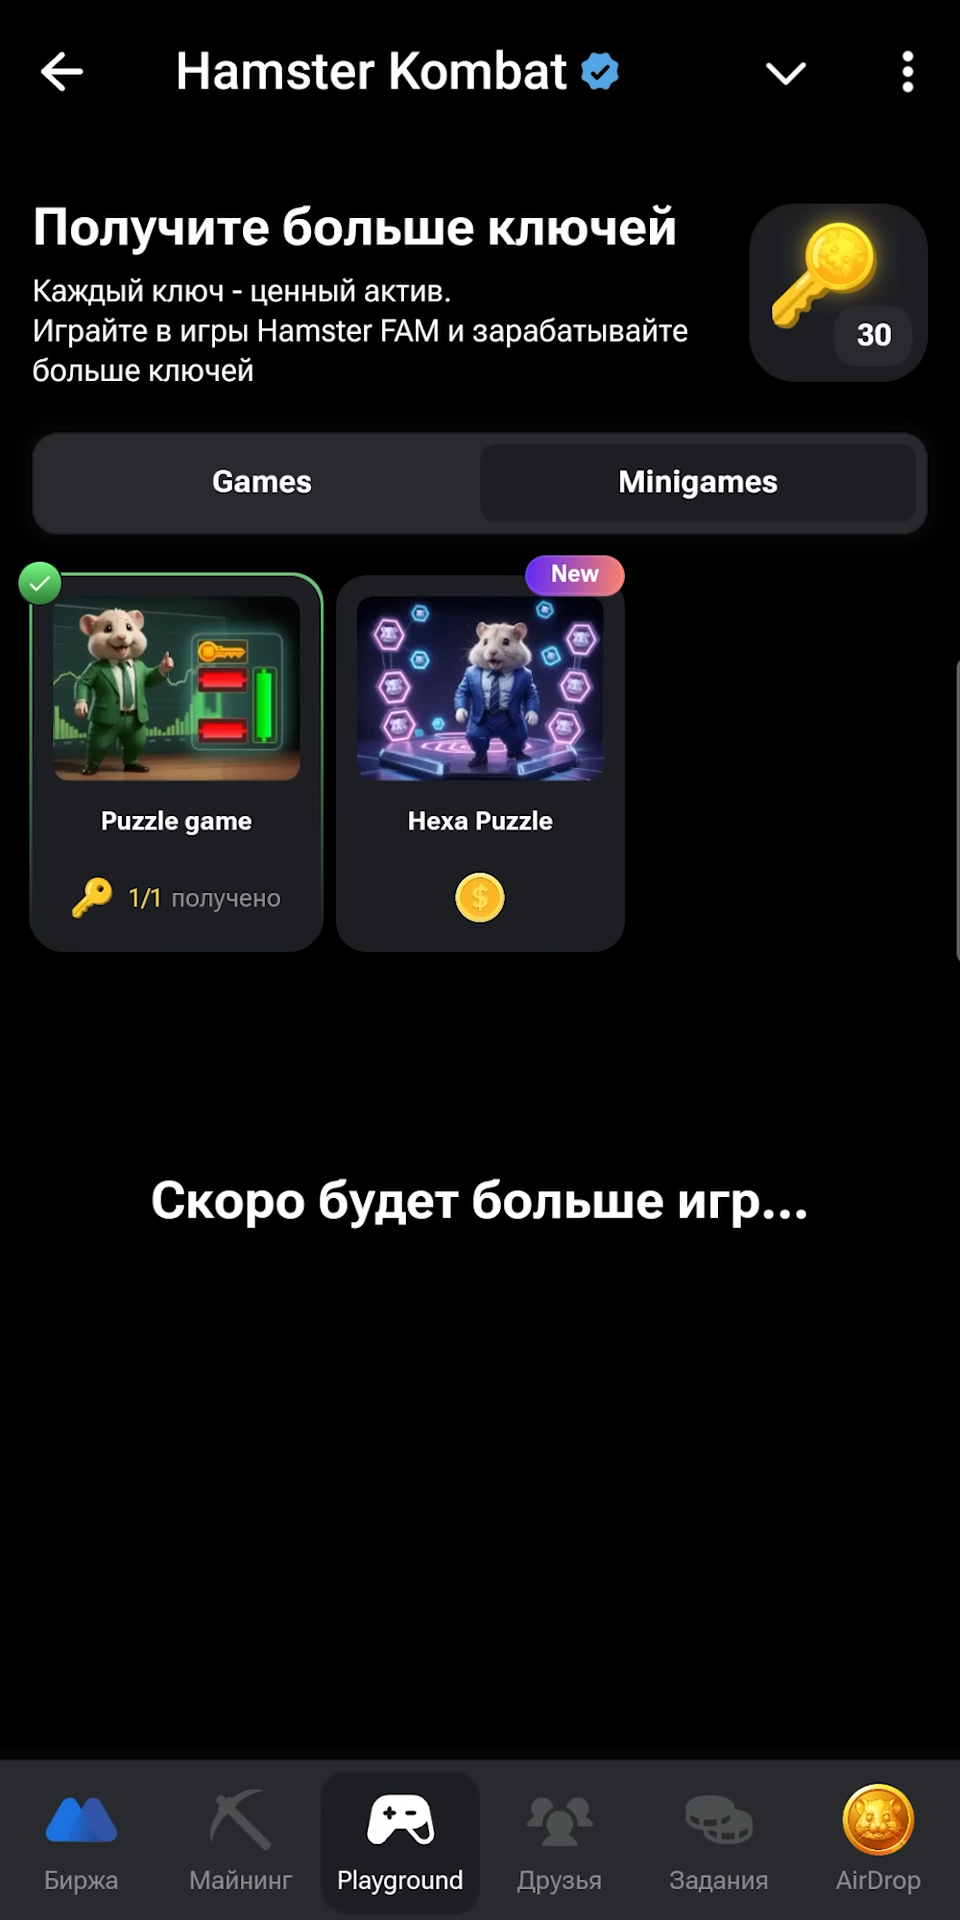 Hamster Kombat
Получите больше ключей
Каждый ключ - ценный актив.
Играйте в игры Hamster FAM и зарабатывайте
больше ключей
30
Games
Minigames
New
Puzzle game
Hexa Puzzle
1/1 получено
Скоро будет больше игр...
Биржа
Майнинг
Playground
Друзья
Задания
AirDrop